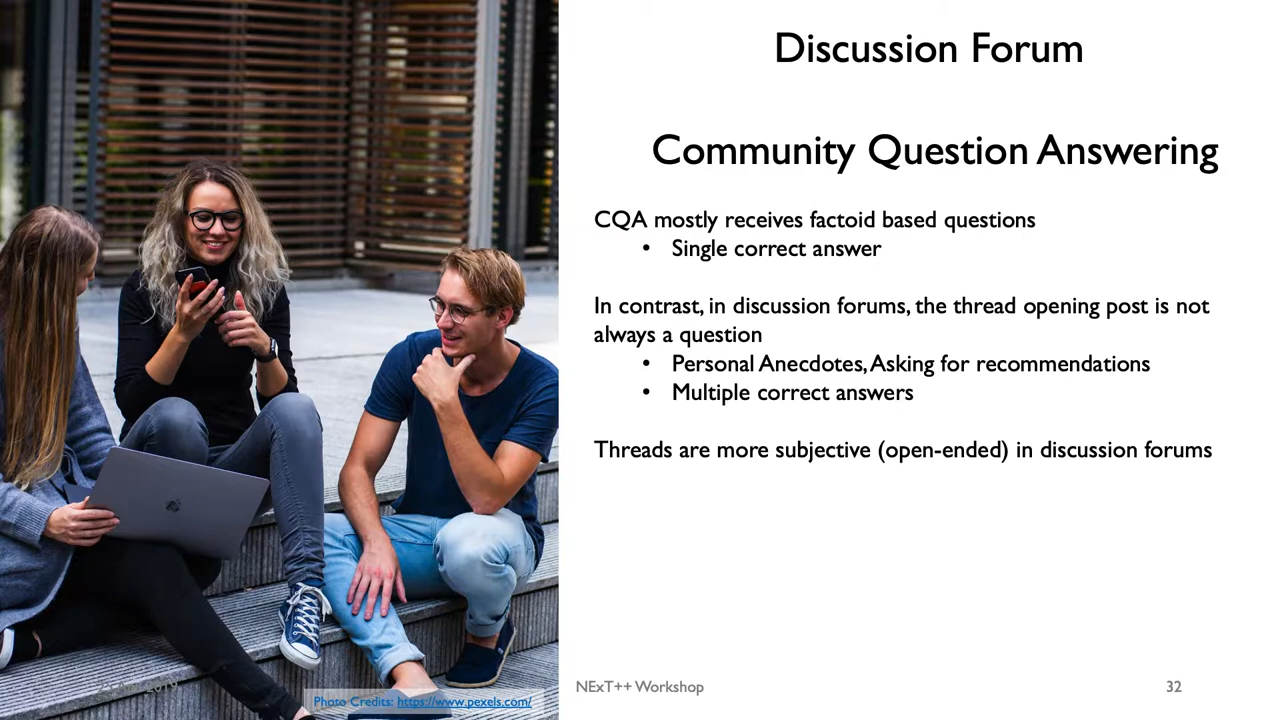 Discussion Forum
Community Question Answering
CQA mostly receives factoid based questions
• Single correct answer
In contrast, in discussion forums, the thread opening post is not
always a question
• Personal Anecdotes, Asking for recommendations
• Multiple correct answers
Threads are more subjective (open-ended) in discussion forums
2019
Photo Credits: https://www.pexels.com/
NExT++ Workshop
32